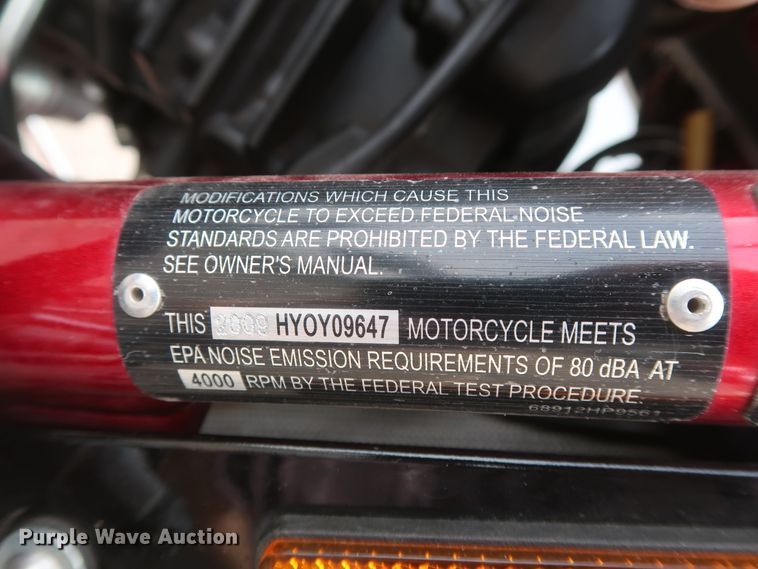 MODIFICATIONS WHICH CAUSE THIS
MOTORCYCLE TO EXCEED FEDERAL NOISE
STANDARDS ARE PROHIBITED BY THE FEDERAL LAW.
SEE OWNER'S MANUAL.
THIS 2009 HYOY09647 MOTORCYCLE MEETS
EPA NOISE EMISSION REQUIREMENTS OF 80 dBA AT
4000 RPM BY THE FEDERAL TEST PROCEDURE.
68912HP9561
Purple Wave Auction